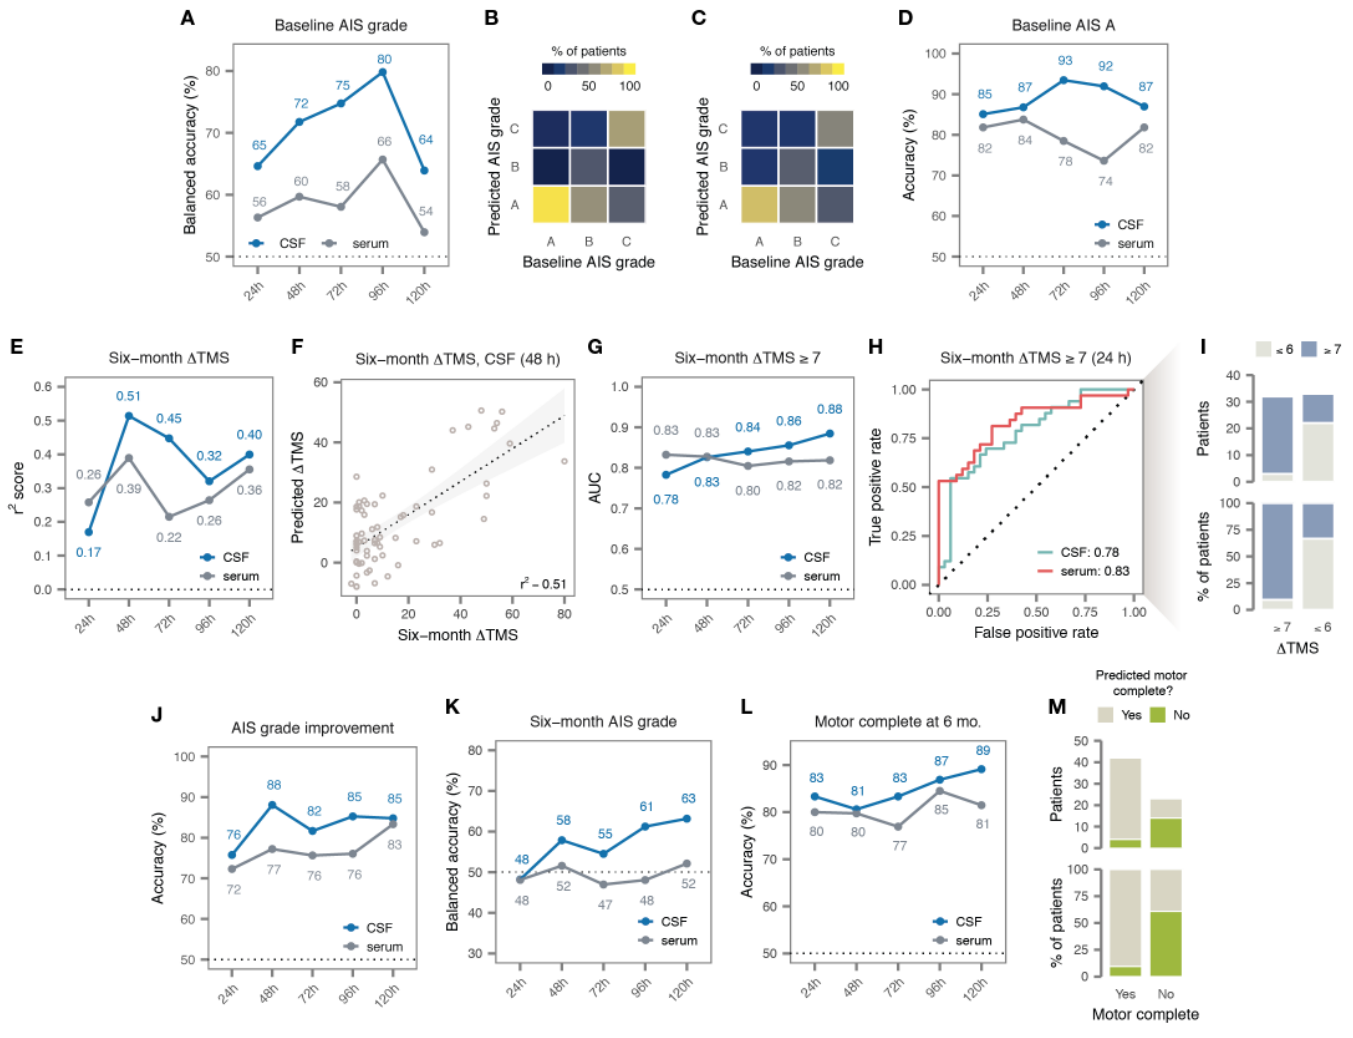 A
Baseline AIS grade
Balanced accuracy (%)
80
70
60
50
65
72
75
80
64
56
60
58
66
54
CSF
serum
24h
48h
72h
96h
120h
B
% of patients
0
50
100
Predicted AIS grade
C
B
A
A
B
C
Baseline AIS grade
C
% of patients
0
50
100
Predicted AIS grade
C
B
A
A
B
C
Baseline AIS grade
D
Baseline AIS A
Accuracy (%)
100
90
80
70
60
50
85
87
93
92
87
82
84
78
74
82
CSF
serum
24h
48h
72h
96h
120h
E
Six−month ΔTMS
r² score
0.6
0.5
0.4
0.3
0.2
0.1
0.0
0.17
0.51
0.45
0.32
0.40
0.26
0.39
0.22
0.26
0.36
CSF
serum
24h
48h
72h
96h
120h
F
Six−month ΔTMS, CSF (48 h)
Predicted ΔTMS
60
40
20
0
r² − 0.51
0
20
40
60
80
Six−month ΔTMS
G
Six−month ΔTMS ≥ 7
AUC
1.0
0.9
0.8
0.7
0.6
0.5
0.83
0.83
0.84
0.86
0.88
0.78
0.83
0.80
0.82
0.82
CSF
serum
24h
48h
72h
96h
120h
H
Six−month ΔTMS ≥ 7 (24 h)
True positive rate
1.00
0.75
0.50
0.25
0.00
CSF: 0.78
serum: 0.83
0.00
0.25
0.50
0.75
1.00
False positive rate
I
≤ 6
≥ 7
Patients
40
30
20
10
0
% of patients
100
75
50
25
0
≥ 7
≤ 6
ΔTMS
J
AIS grade improvement
Accuracy (%)
100
90
80
70
60
50
76
88
82
85
85
72
77
76
76
83
CSF
serum
24h
48h
72h
96h
120h
K
Six−month AIS grade
Balanced accuracy (%)
80
70
60
50
40
30
48
58
55
61
63
48
52
47
48
52
CSF
serum
24h
48h
72h
96h
120h
L
Motor complete at 6 mo.
Accuracy (%)
90
80
70
60
50
83
81
83
87
89
80
80
77
85
81
CSF
serum
24h
48h
72h
96h
120h
M
Predicted motor
complete?
Yes
No
Patients
50
40
30
20
10
0
% of patients
100
75
50
25
0
Yes
No
Motor complete